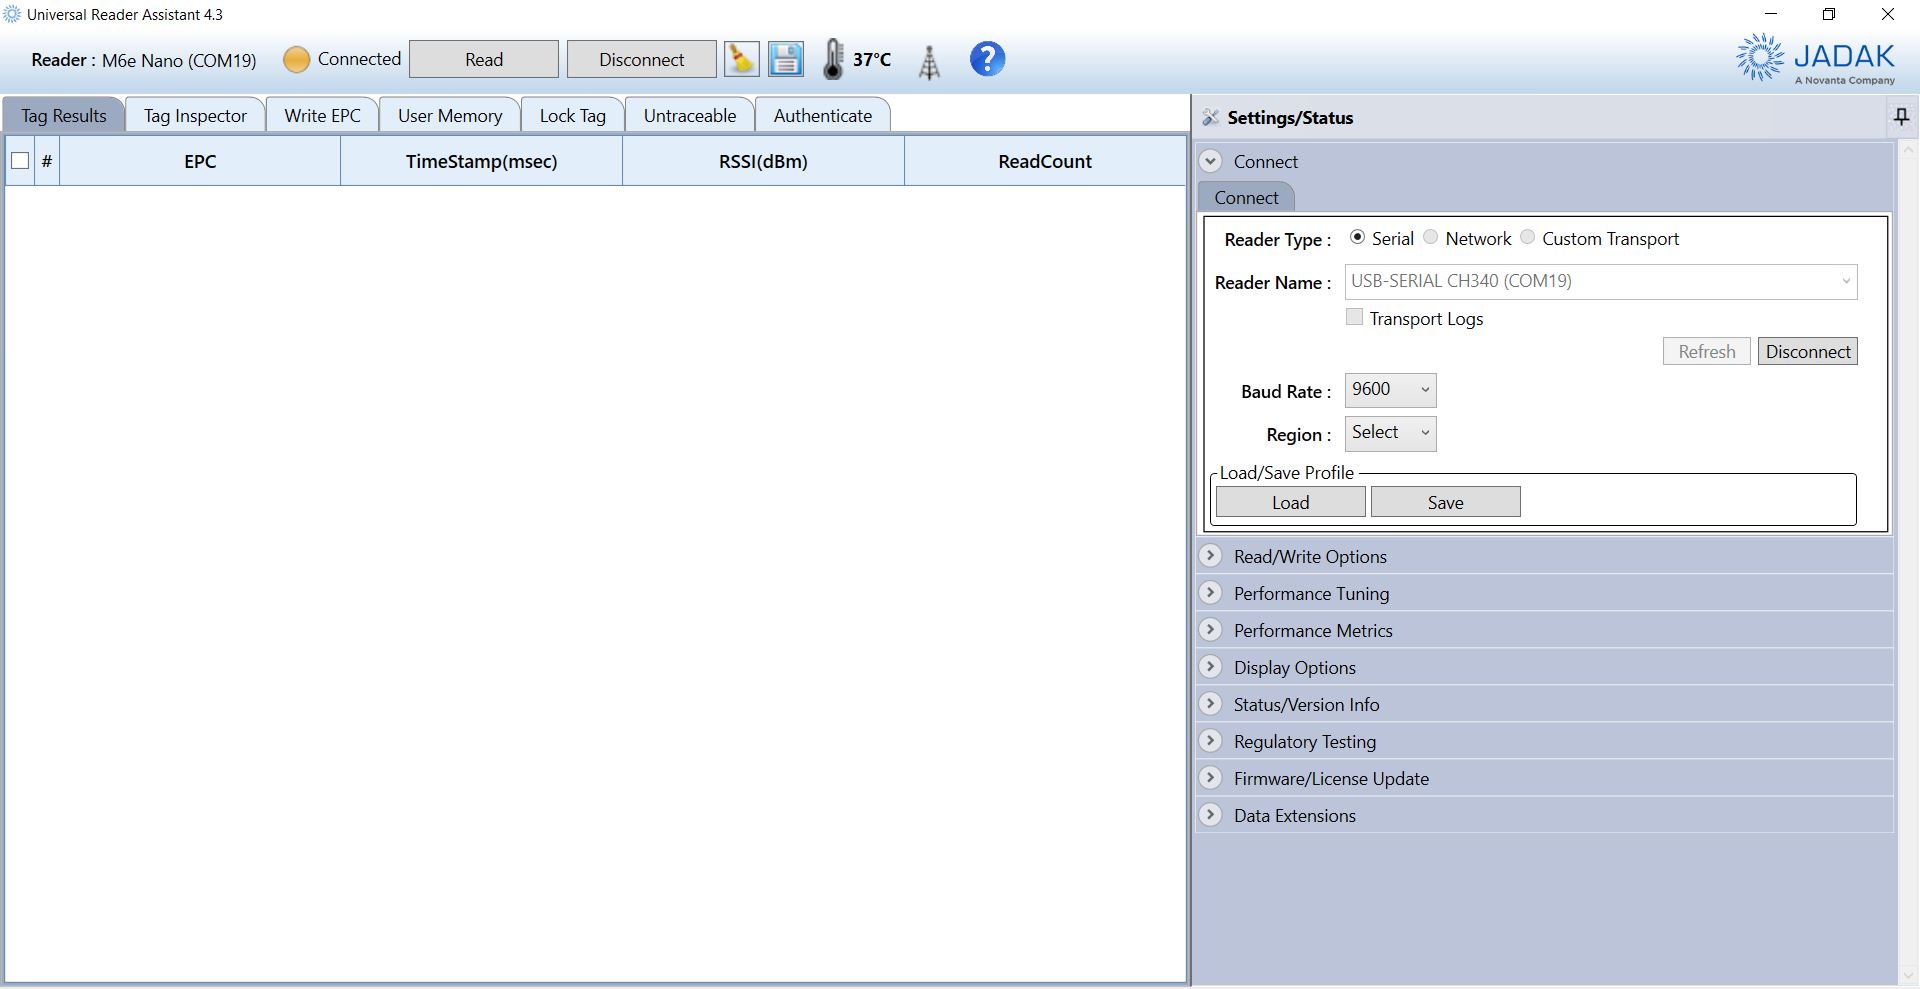 Universal Reader Assistant 4.3
Reader : M6e Nano (COM19) Connected Read Disconnect 37°C ? JADAK
A Novanta Company
Tag Results Tag Inspector Write EPC User Memory Lock Tag Untraceable Authenticate
# EPC TimeStamp(msec) RSSI(dBm) ReadCount
Settings/Status
Connect
Connect
Reader Type : Serial Network Custom Transport
Reader Name : USB-SERIAL CH340 (COM19)
Transport Logs
Refresh Disconnect
Baud Rate : 9600
Region : Select
Load/Save Profile
Load Save
Read/Write Options
Performance Tuning
Performance Metrics
Display Options
Status/Version Info
Regulatory Testing
Firmware/License Update
Data Extensions